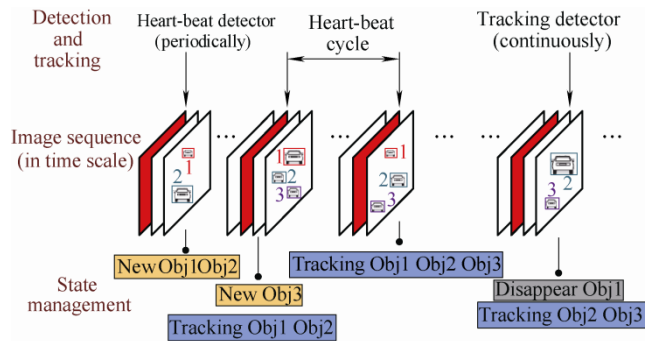 Detection and tracking
Heart-beat detector
(periodically)
Heart-beat
cycle
Tracking detector
(continuously)
Image sequence
(in time scale)
...
...
...
...
...
1
2
1
2
3
1
2
3
2
3
State
management
New Obj1Obj2
New Obj3
Tracking Obj1 Obj2
Tracking Obj1 Obj2 Obj3
Disappear Obj1
Tracking Obj2 Obj3